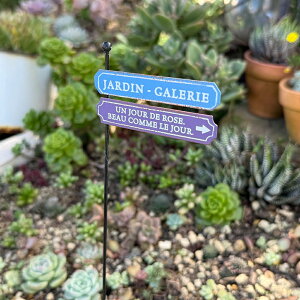 JARDIN - GALERIE
UN JOUR DE ROSE,
BEAU COMME LE JOUR.